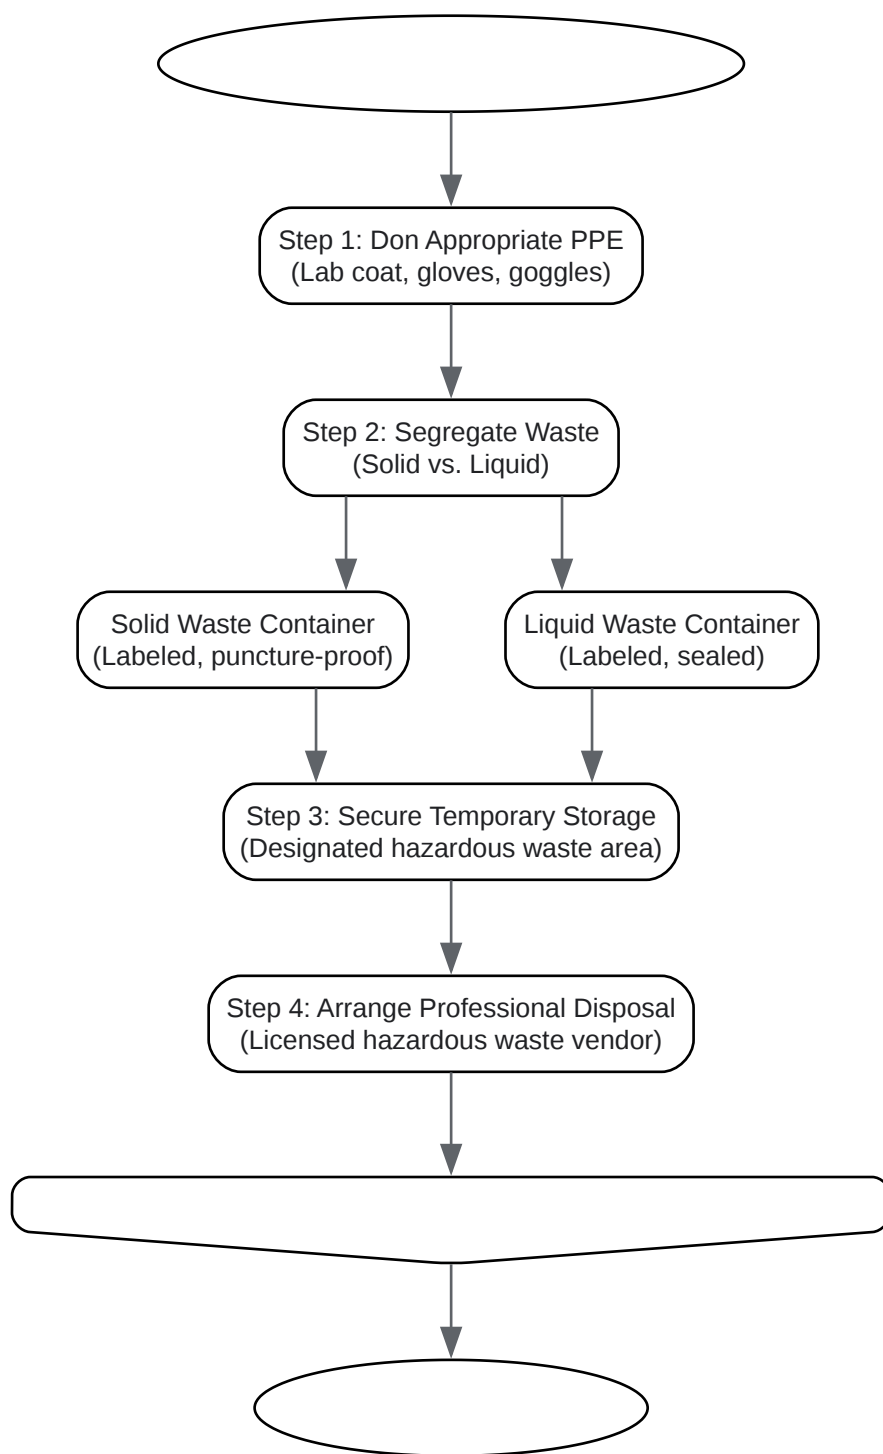 Step 1: Don Appropriate PPE
(Lab coat, gloves, goggles)
Step 2: Segregate Waste
(Solid vs. Liquid)
Solid Waste Container
(Labeled, puncture-proof)
Liquid Waste Container
(Labeled, sealed)
Step 3: Secure Temporary Storage
(Designated hazardous waste area)
Step 4: Arrange Professional Disposal
(Licensed hazardous waste vendor)